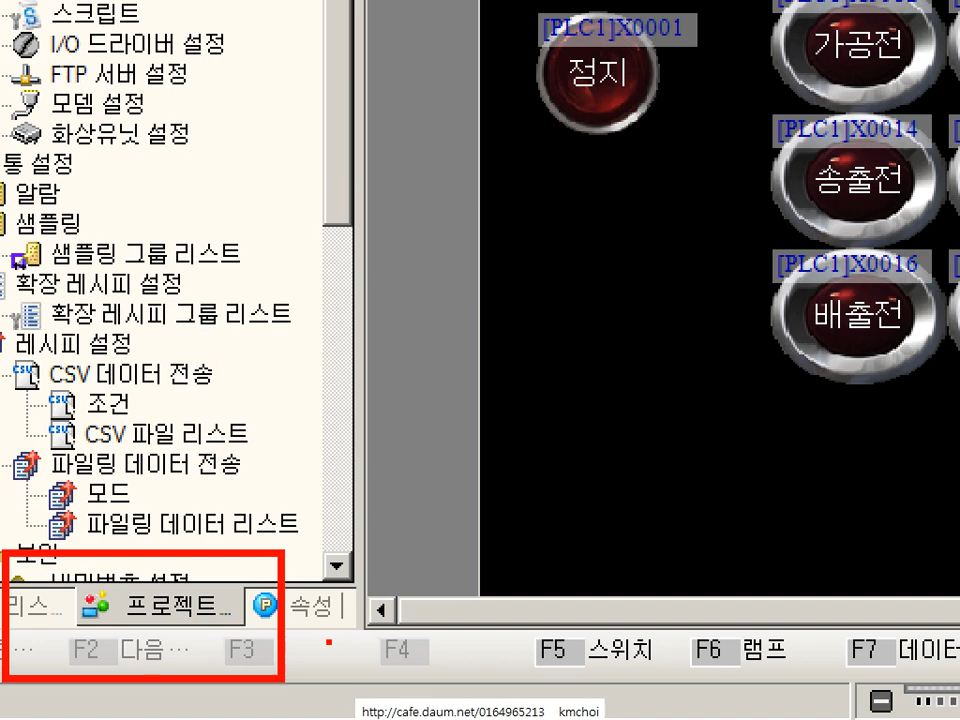 스크립트
I/O 드라이버 설정
FTP 서버 설정
모뎀 설정
화상유닛 설정
통 설정
알람
샘플링
샘플링 그룹 리스트
확장 레시피 설정
확장 레시피 그룹 리스트
레시피 설정
CSV 데이터 전송
조건
CSV 파일 리스트
파일링 데이터 전송
모드
파일링 데이터 리스트
보안
리스... 프로젝트... 속성
[PLC1]X0001
정지
가공전
[PLC1]X0014
송출전
[PLC1]X0016
배출전
F2 다음... F3 F4 F5 스위치 F6 램프 F7 데이터
http://cafe.daum.net/0164965213 kmchoi